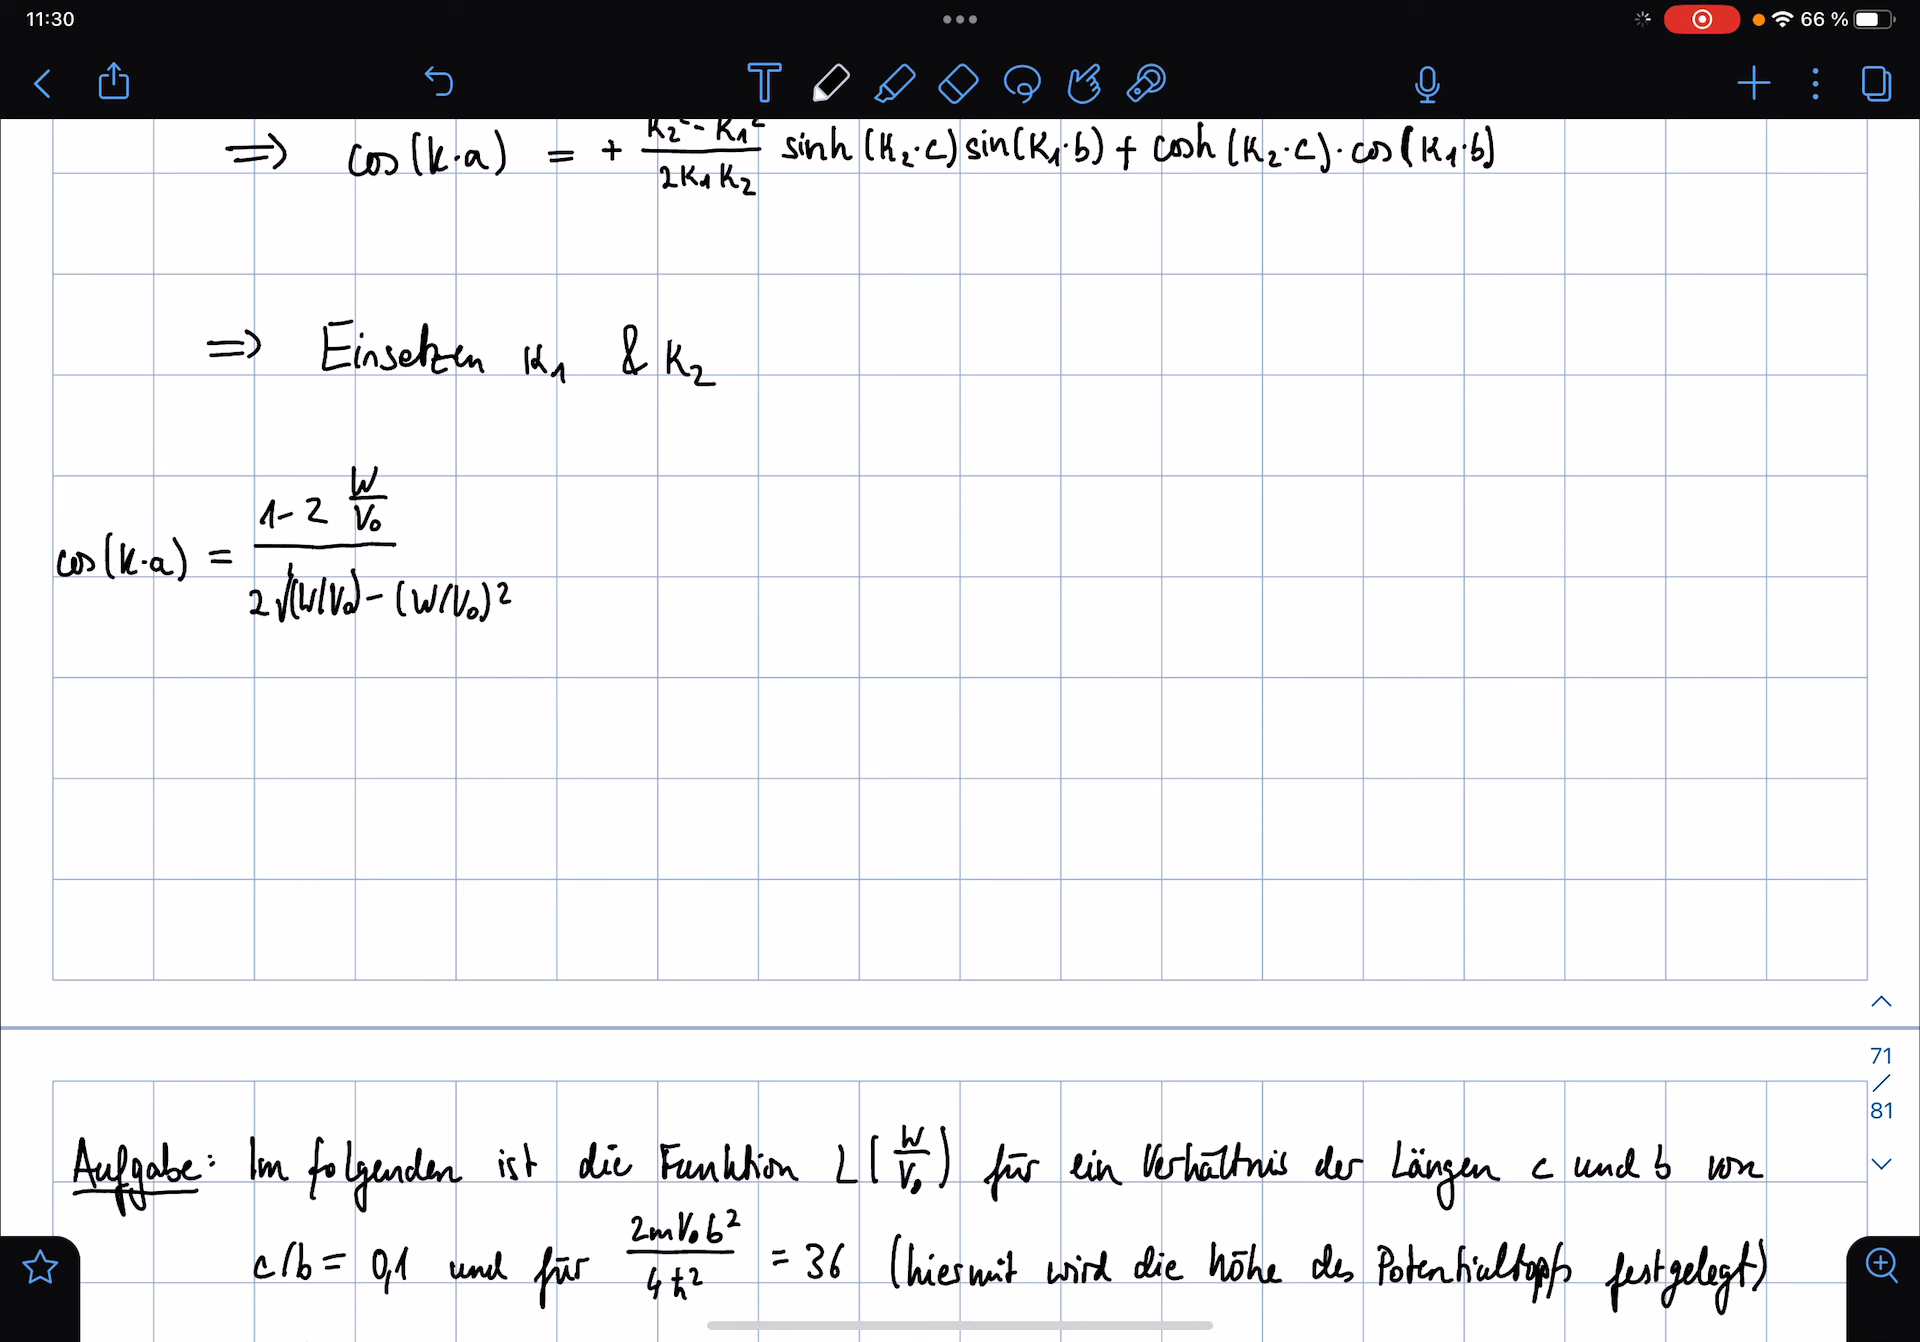 11:30
66 %
=> cos(k·a) = + K₂² - K₁² / 2K₁K₂ sinh(K₂·c) sin(K₁·b) + cosh(K₂·c)·cos(K₁·b)
=> Einsetzen K₁ & K₂
cos(k·a) = 1-2 W/V₀ / 2√(W/V₀) - (W/V₀)²
71
/
81
Aufgabe: Im folgenden ist die Funktion L(W/V₀) für ein Verhältnis der Längen c und b von
c/b = 0,1 und für 2mV₀b²/4ħ² = 36 (hiermit wird die höhe des Potentialtopfs festgelegt)